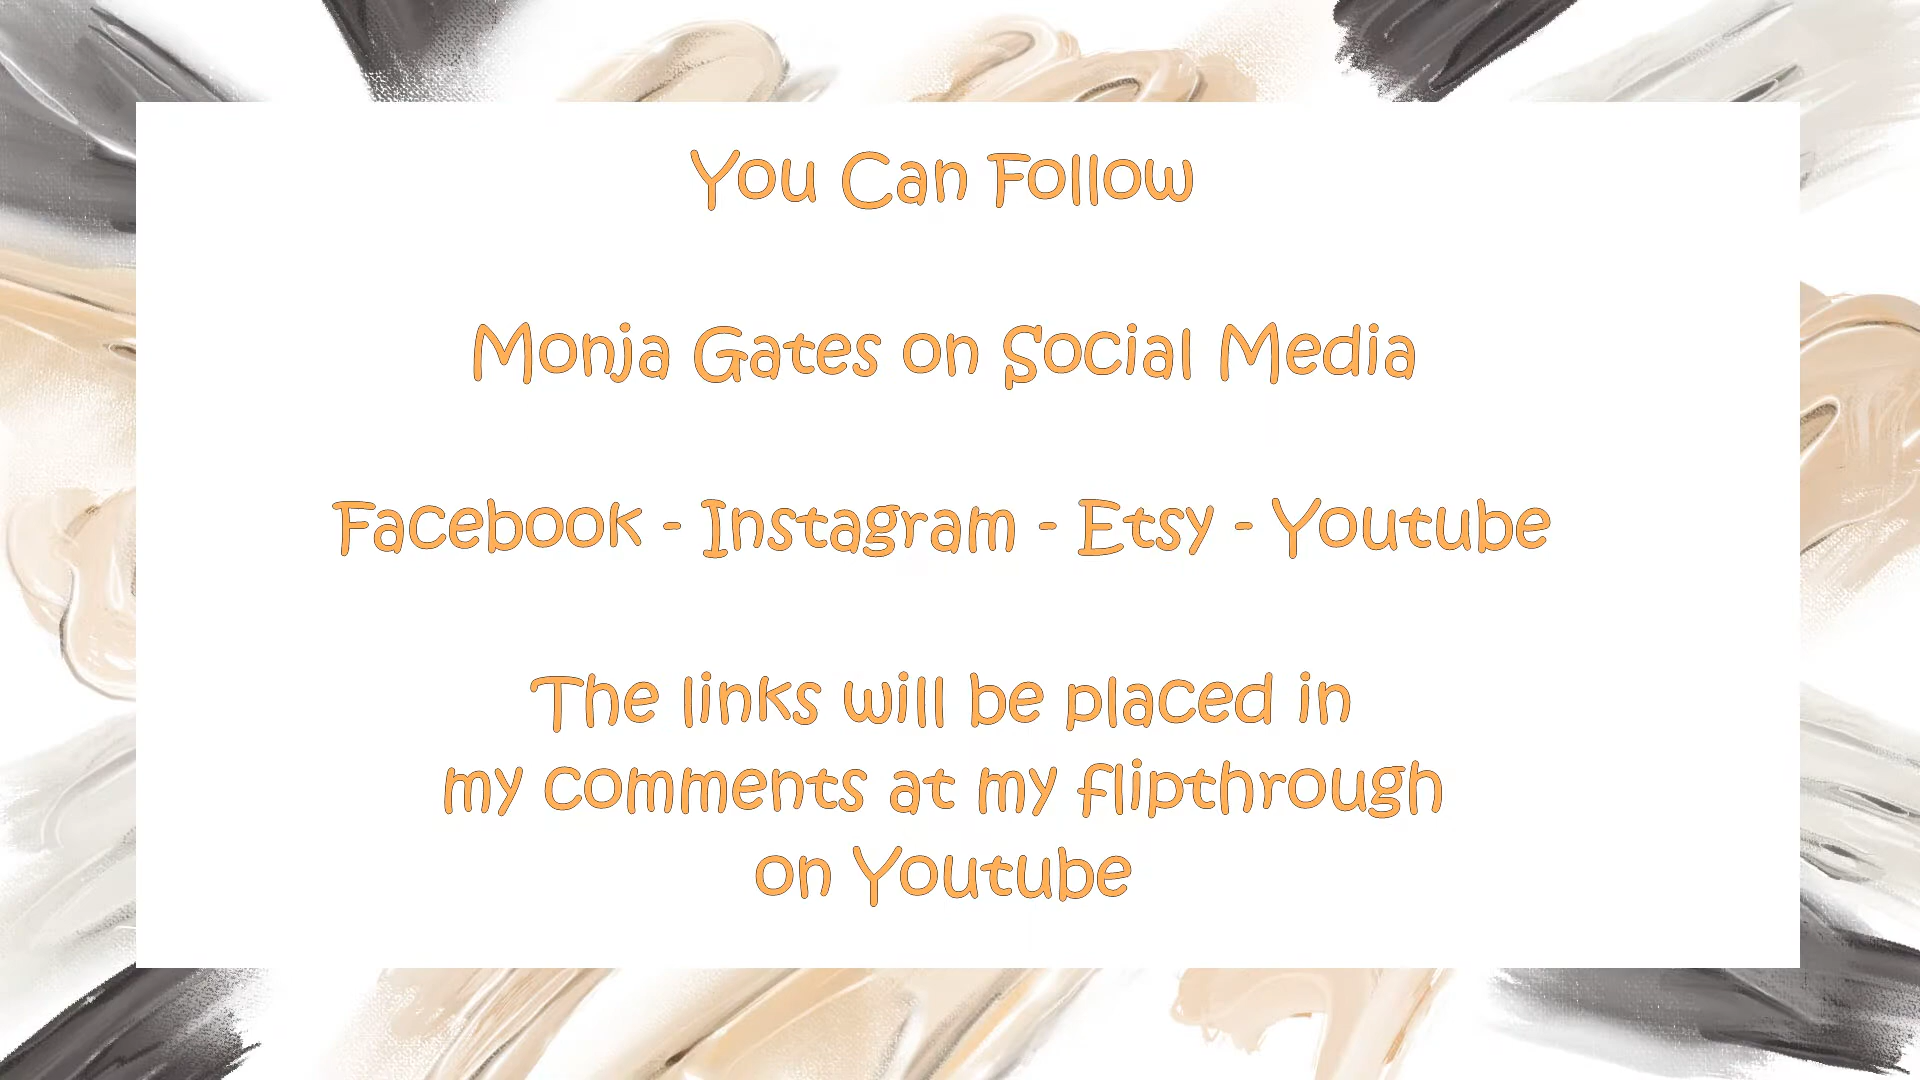 You Can Follow
Monja Gates on Social Media
Facebook - Instagram - Etsy - Youtube
The links will be placed in
my comments at my flipthrough
on Youtube